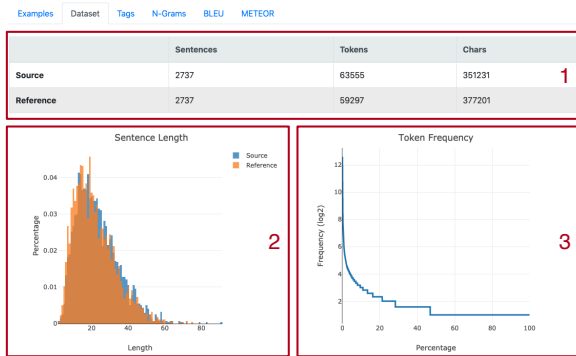 Examples Dataset Tags N-Grams BLEU METEOR
Sentences Tokens Chars
Source 2737 63555 351231
Reference 2737 59297 377201
1
Sentence Length
Source
Reference
0.04
0.03
0.02
0.01
0
Percentage
20 40 60 80
Length
2
Token Frequency
12
10
8
6
4
2
Frequency (log2)
0 20 40 60 80 100
Percentage
3